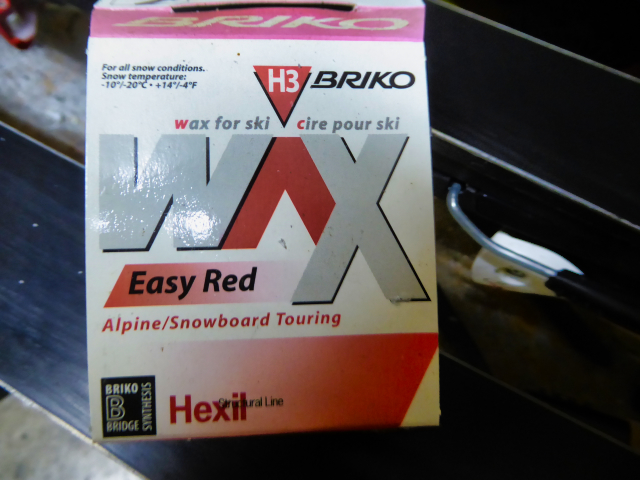 BRIKO
For all snow conditions.
Snow temperature:
-10°/-20°C • +14°/-4°F
H3 BRIKO
wax for ski cire pour ski
WAX
Easy Red
Alpine/Snowboard Touring
BRIKO
B
BRIDGE
SYNTHESIS
Hexil
Structural Line